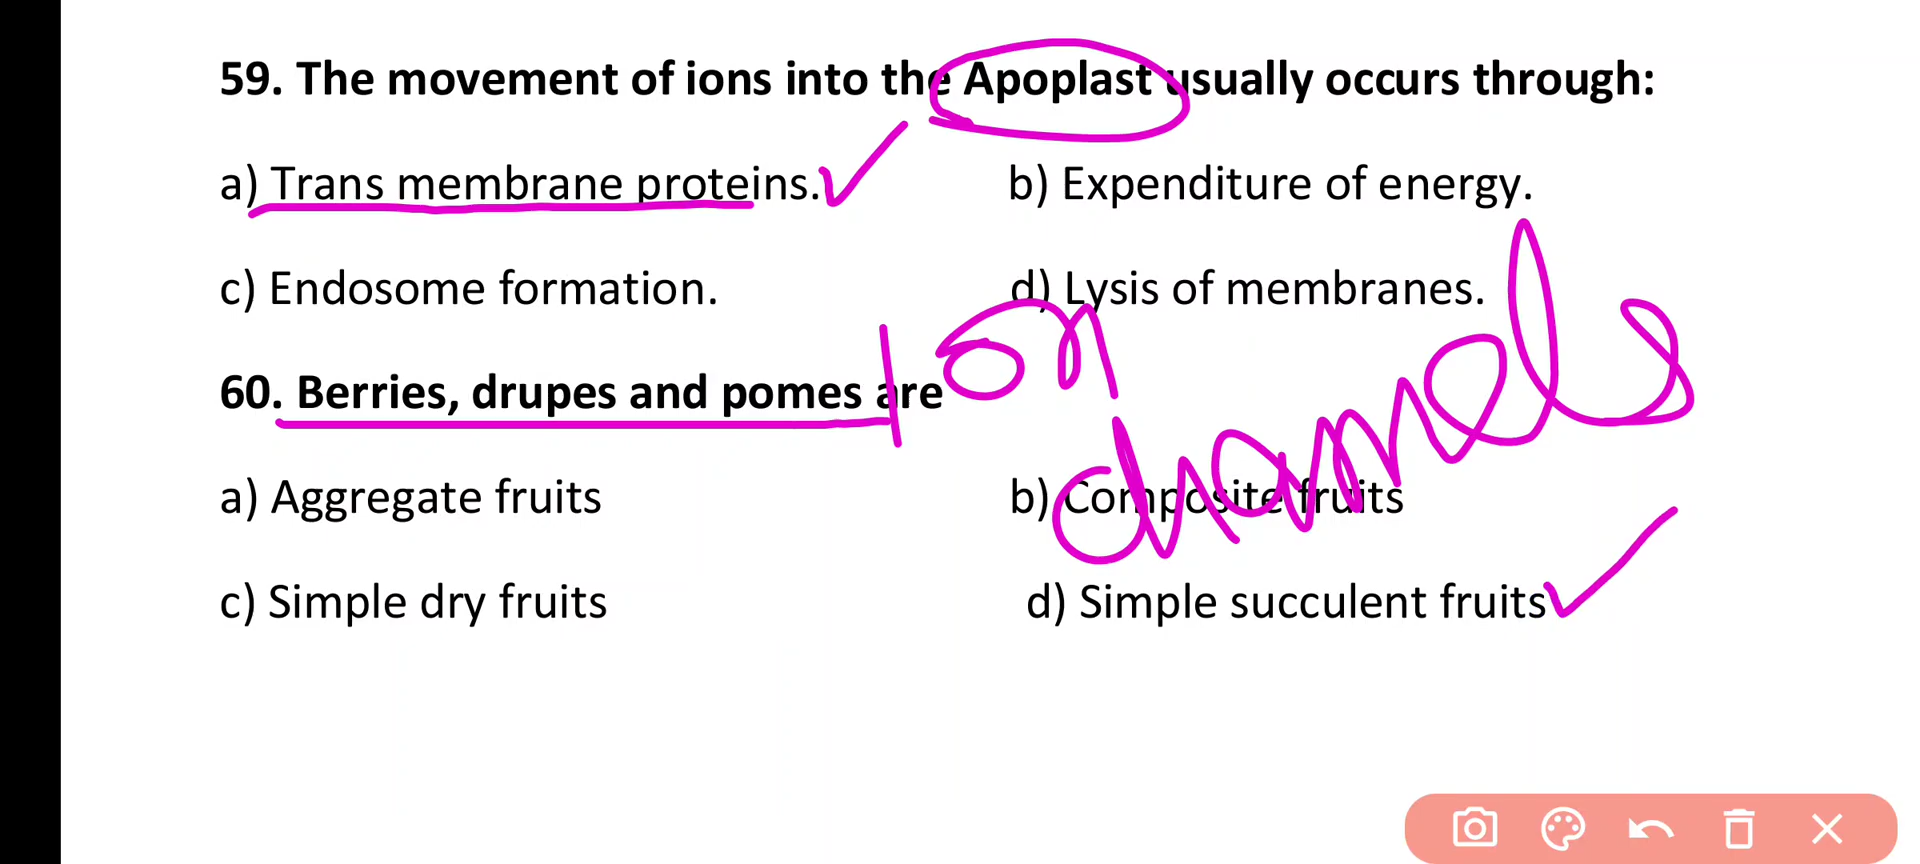 59. The movement of ions into the Apoplast usually occurs through:
a) Trans membrane proteins. b) Expenditure of energy.
c) Endosome formation. d) Lysis of membranes.
Ion
60. Berries, drupes and pomes are
channels
a) Aggregate fruits b) Composite fruits
c) Simple dry fruits d) Simple succulent fruits